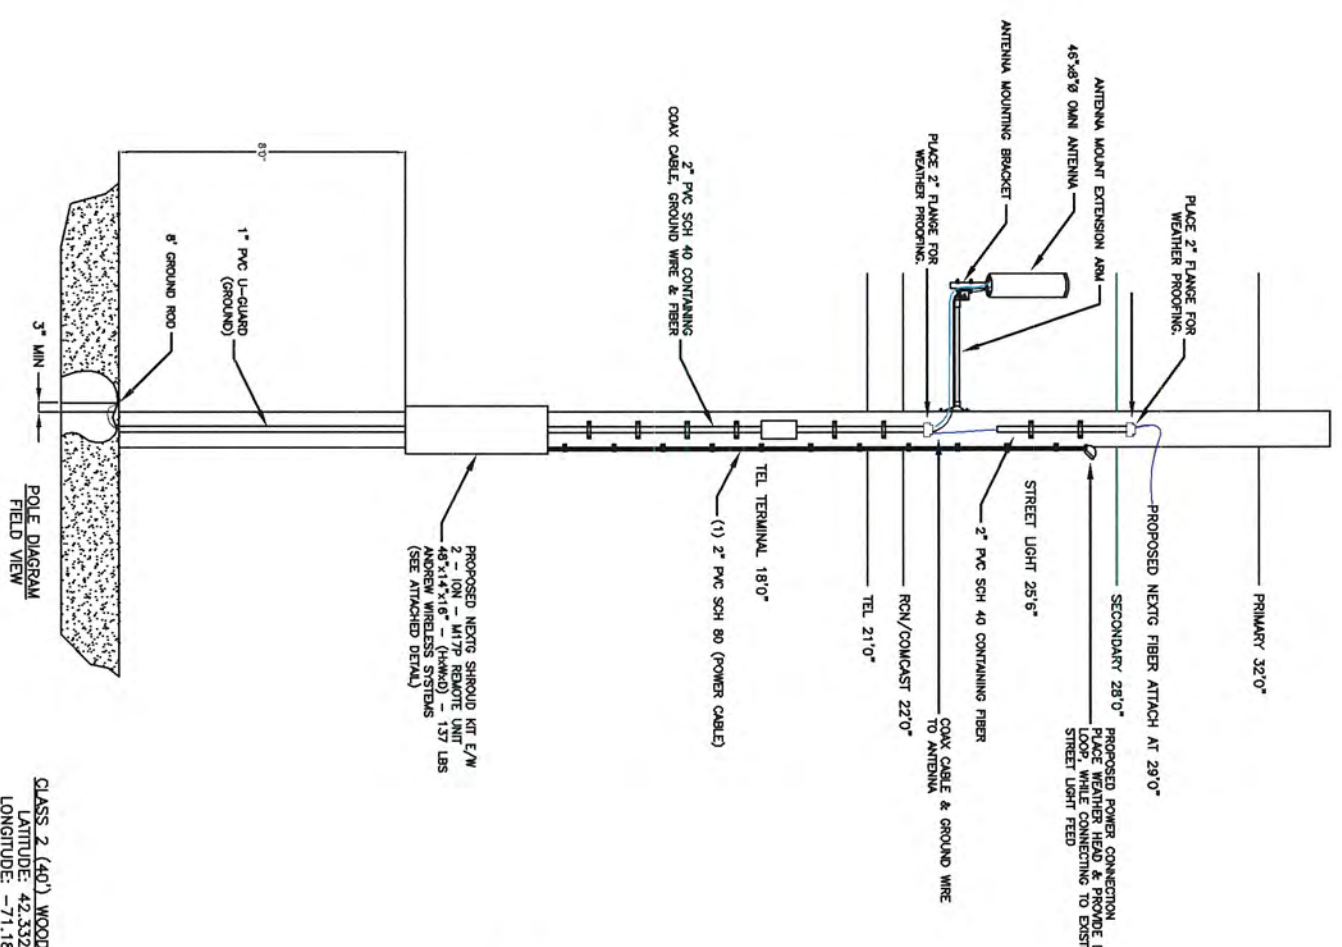 PRIMARY 32'0"
PLACE 2" FLANGE FOR
WEATHER PROOFING.
PROPOSED NEXTG FIBER ATTACH AT 29'0"
SECONDARY 28'0"
PROPOSED POWER CONNECTION
PLACE WEATHER HEAD & PROVIDE
LOOP, WHILE CONNECTING TO EXIST
STREET LIGHT FEED
ANTENNA MOUNT EXTENSION ARM
46"x8"Ø OMNI ANTENNA
ANTENNA MOUNTING BRACKET
STREET LIGHT 25'6"
2" PVC SCH 40 CONTAINING FIBER
PLACE 2" FLANGE FOR
WEATHER PROOFING.
COAX CABLE & GROUND WIRE
TO ANTENNA
RCN/COMCAST 22'0"
TEL 21'0"
TEL TERMINAL 18'0"
2" PVC SCH 40 CONTAINING
COAX CABLE, GROUND WIRE & FIBER
(1) 2" PVC SCH 80 (POWER CABLE)
PROPOSED NEXTG SHROUD KIT E/W
2 - ION - M17P REMOTE UNIT
48"x14"x16" - (HxWxD) - 137 LBS
ANDREW WIRELESS SYSTEMS
(SEE ATTACHED DETAIL)
8'0"
1" PVC U-GUARD
(GROUND)
8' GROUND ROD
3" MIN
POLE DIAGRAM
FIELD VIEW
CLASS 2 (40') WOOD
LATITUDE: 42.332
LONGITUDE: -71.18